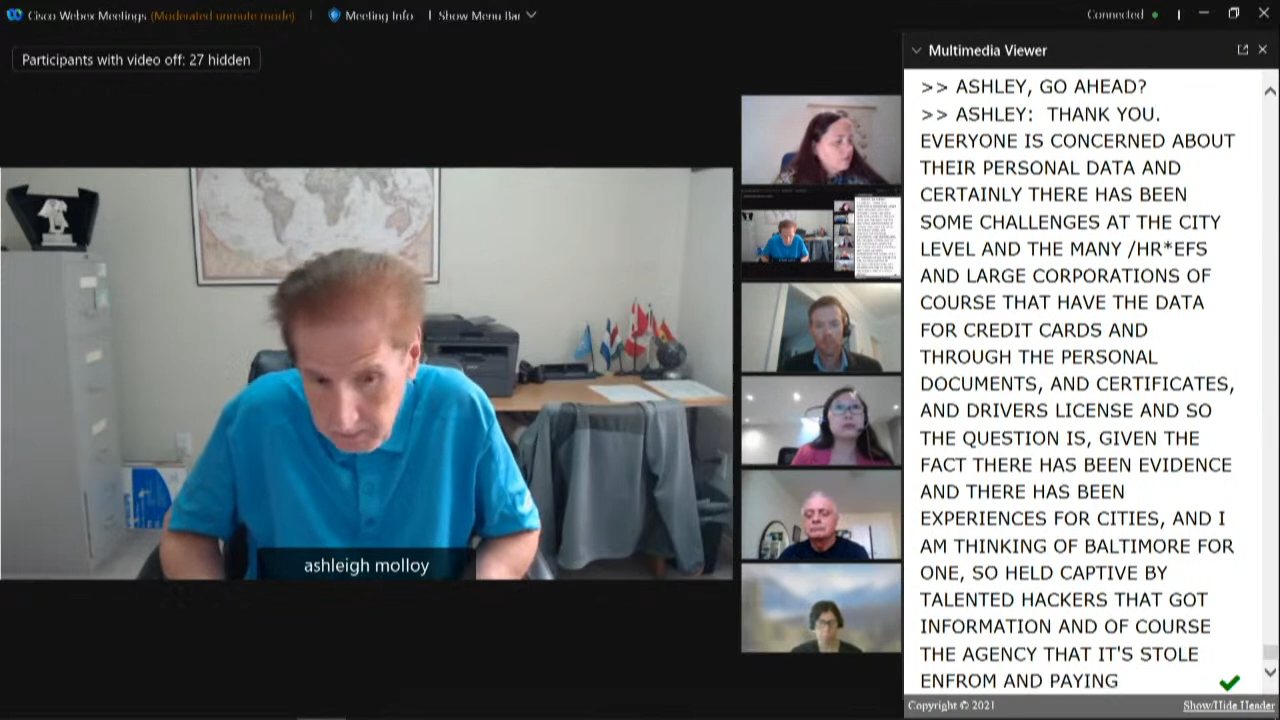 Cisco Webex Meetings (Moderated unmute mode) | Meeting Info | Show Menu Bar
Connected
Participants with video off: 27 hidden
Multimedia Viewer
>> ASHLEY, GO AHEAD?
>> ASHLEY:  THANK YOU.
EVERYONE IS CONCERNED ABOUT
THEIR PERSONAL DATA AND
CERTAINLY THERE HAS BEEN
SOME CHALLENGES AT THE CITY
LEVEL AND TE MANY /HR*EFS
AND LARGE CORPORATIONS OF
COURSE THAT HAVE THE DATA
FOR CREDIT CARDS AND
THROUGH THE PERSONAL
DOCUMENTS, AND CERTIFICATES,
AND DRIVERS LICENSE AND SO
THE QUESTION IS, GIVEN THE
FACT THERE HAS BEEN EVIDENCE
AND THERE HAS BEEN
EXPERIENCES FOR CITIES, AND I
AM THINKING OF BALTIMORE FOR
ONE, SO HELD CAPTIVE BY
TALENTED HACKERS THAT GOT
INFORMATION AND OF COURSE
THE AGENCY THAT IT'S STOLE
ENFROM AND PAYING
ashleigh molloy
Copyright © 2021
Show/Hide Header